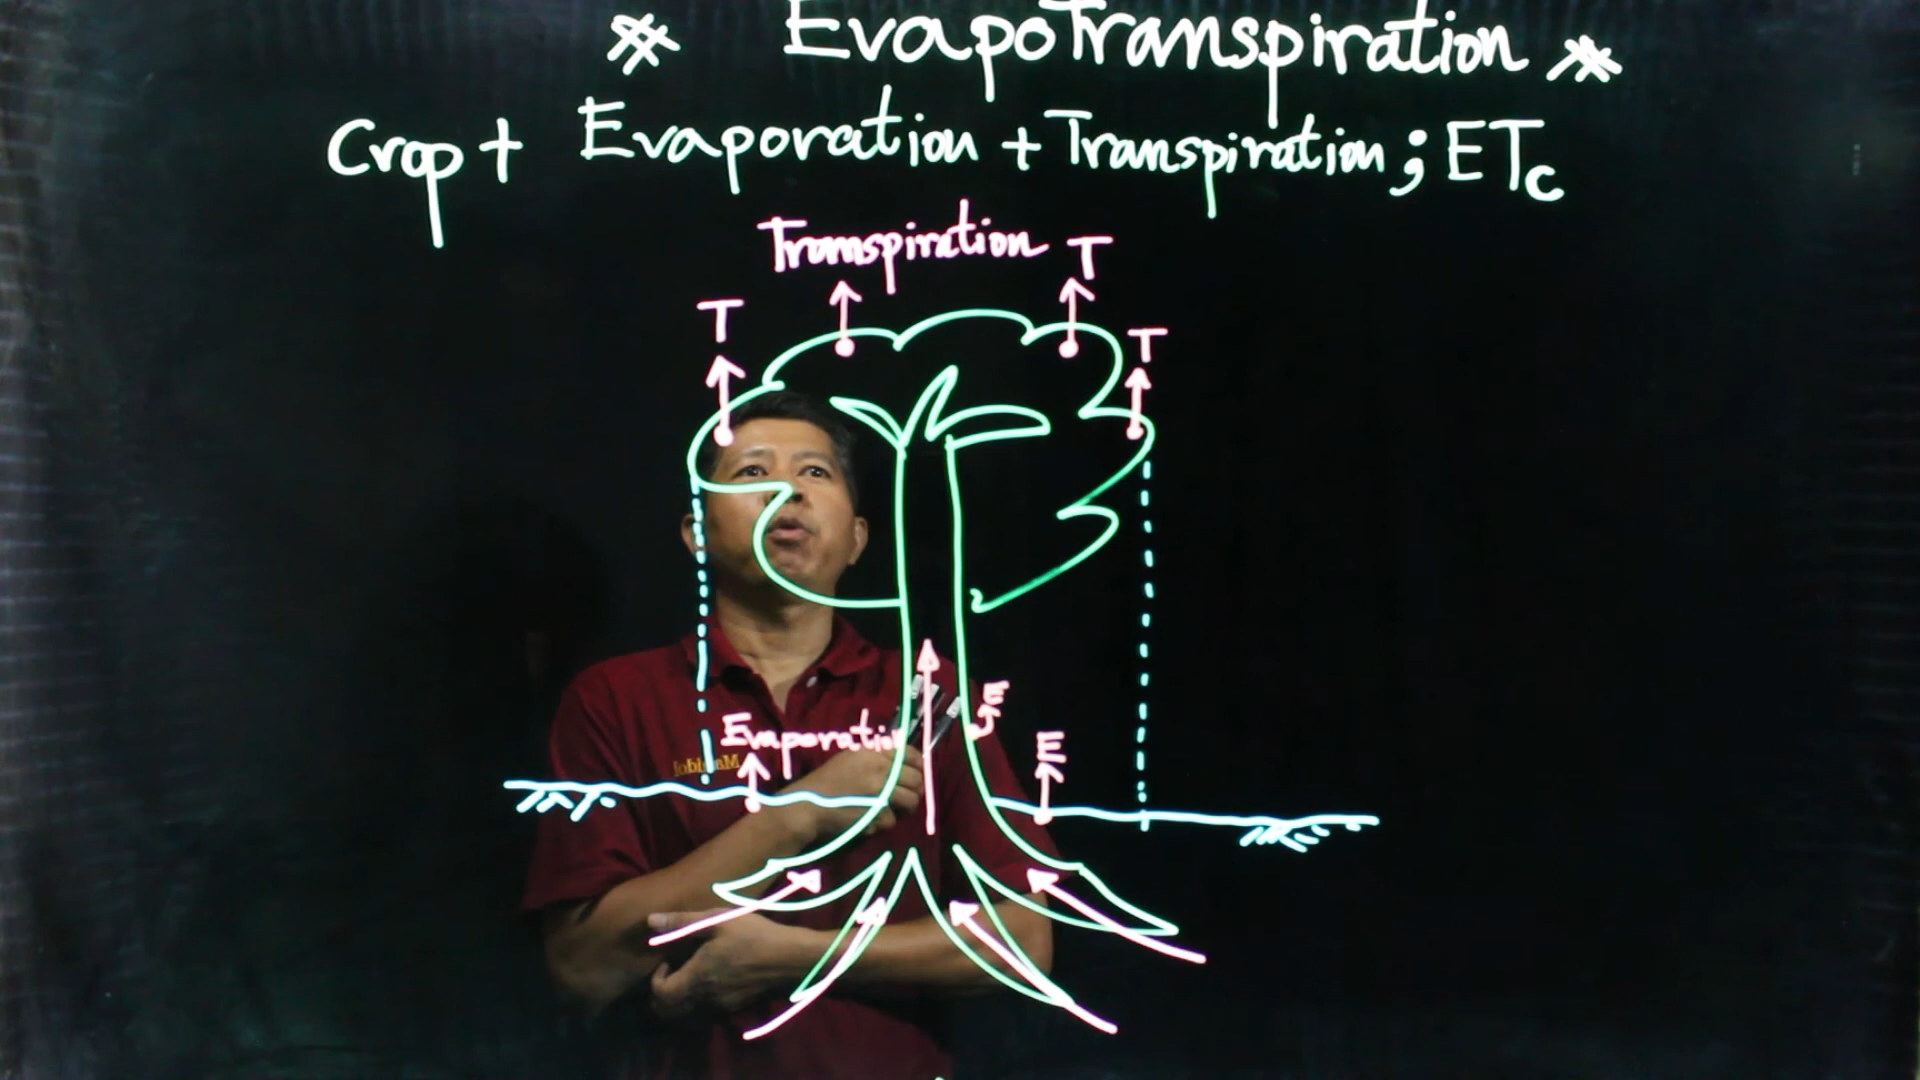 * EvapoTranspiration *
Crop + Evaporation + Transpiration ; ETc
Transpiration T
T
T
E
Evaporation
E